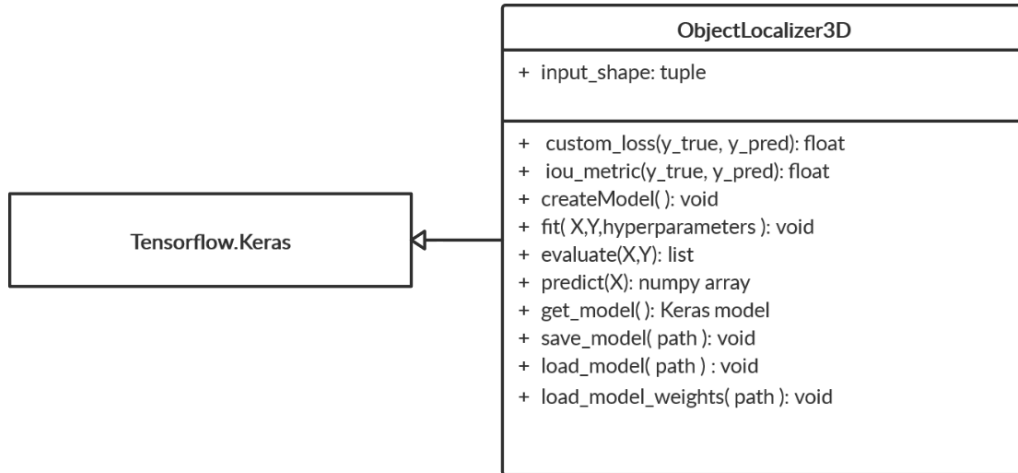 ObjectLocalizer3D
+ input_shape: tuple
+ custom_loss(y_true, y_pred): float
+ iou_metric(y_true, y_pred): float
+ createModel( ): void
+ fit( X,Y,hyperparameters ): void
+ evaluate(X,Y): list
+ predict(X): numpy array
+ get_model( ): Keras model
+ save_model( path ): void
+ load_model( path ) : void
+ load_model_weights( path ): void
Tensorflow.Keras